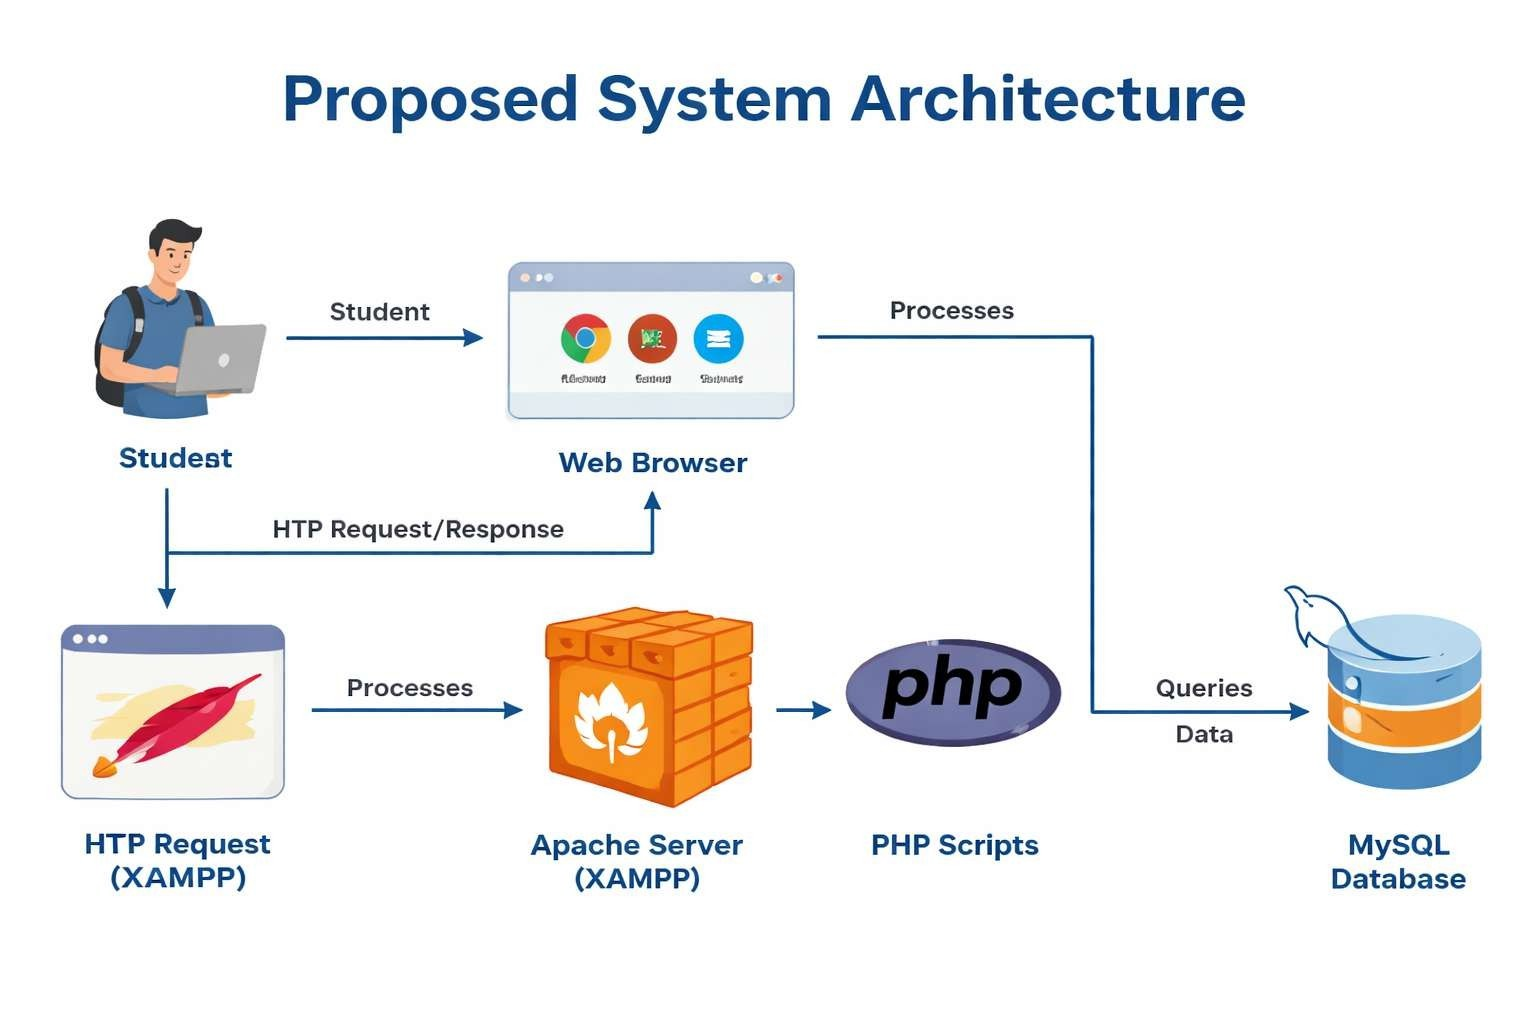 Proposed System Architecture
Student
Processes
Web Browser
HTP Request/Response
Processes
php
Queries
Data
HTP Request
(XAMPP)
Apache Server
(XAMPP)
PHP Scripts
MySQL
Database